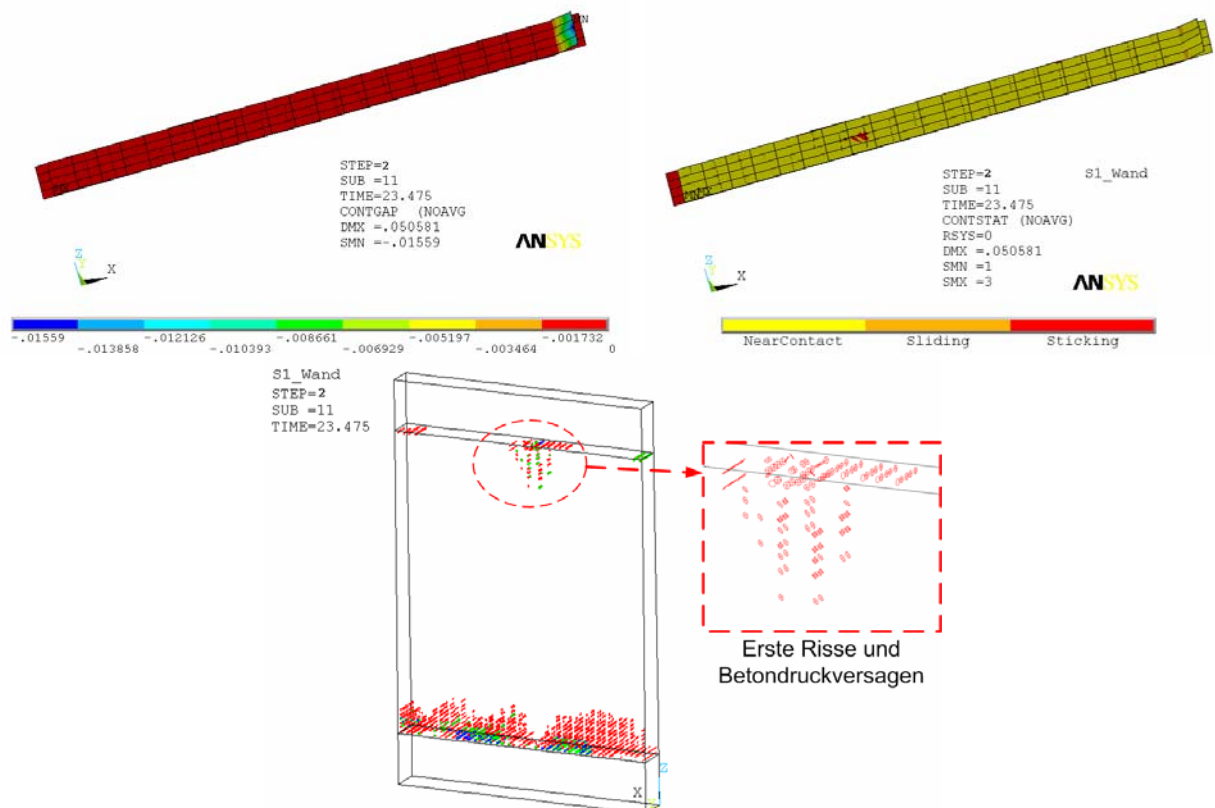 STEP=2
SUB =11
TIME=23.475
CONTGAP (NOAVG
DMX =.050581
SMN =-.01559
ANSYS
Z
X
-.01559
-.013858
-.012126
-.010393
-.008661
-.006929
-.005197
-.003464
-.001732
0
STEP=2
S1_Wand
SUB =11
TIME=23.475
CONTSTAT (NOAVG)
RSYS=0
DMX =.050581
SMN =1
SMX =3
ANSYS
Z
X
NearContact
Sliding
Sticking
S1_Wand
STEP=2
SUB =11
TIME=23.475
Erste Risse und
Betondruckversagen
Z
X